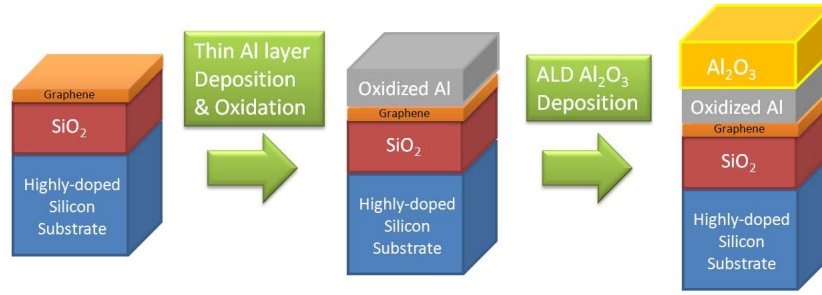 Graphene
SiO₂
Highly-doped
Silicon
Substrate
Thin Al layer
Deposition
& Oxidation
Oxidized Al
Graphene
SiO₂
Highly-doped
Silicon
Substrate
ALD Al₂O₃
Deposition
Al₂O₃
Oxidized Al
Graphene
SiO₂
Highly-doped
Silicon
Substrate